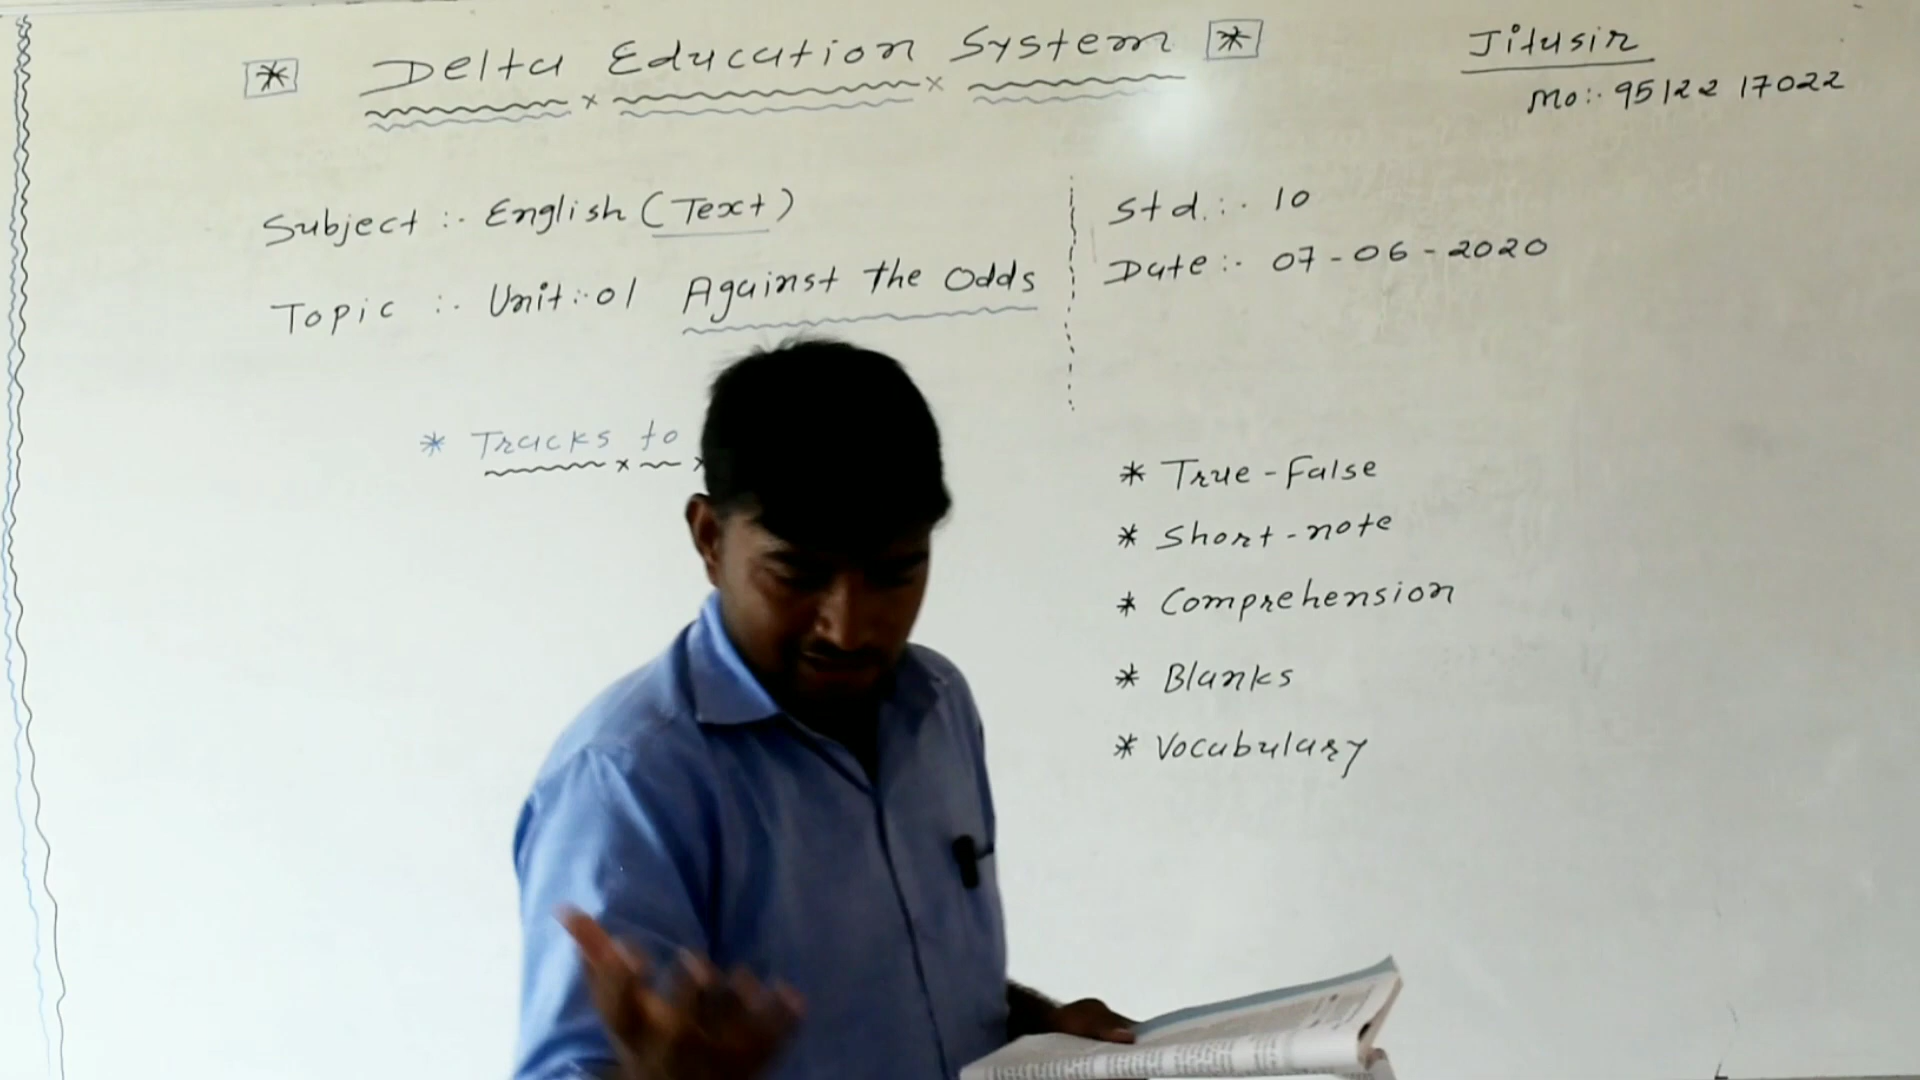 * Delta Education System *
Jitusir
Mo:- 95122 17022
Subject :- English (Text)
Topic :- Unit:-01 Against the Odds
Std. :- 10
Date :- 07-06-2020
* Tracks to
* True-False
* Short-note
* Comprehension
* Blanks
* Vocabulary